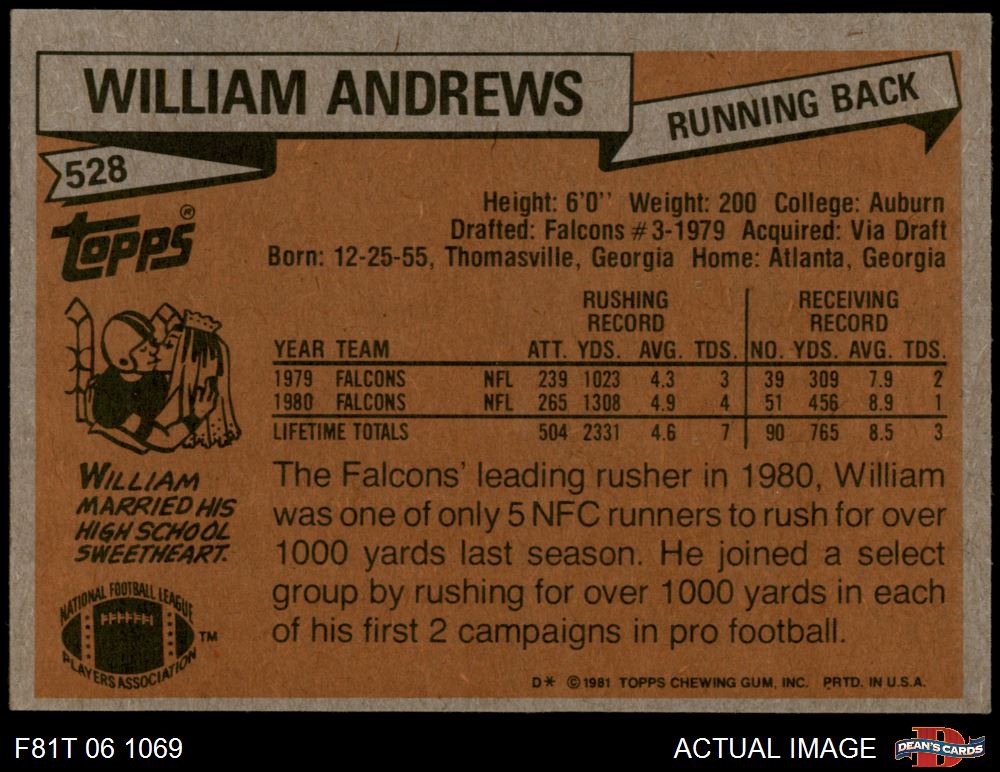 WILLIAM ANDREWS
RUNNING BACK
528
Topps®
Height: 6'0'' Weight: 200 College: Auburn
Drafted: Falcons #3-1979 Acquired: Via Draft
Born: 12-25-55, Thomasville, Georgia Home: Atlanta, Georgia
RUSHING RECORD RECEIVING RECORD
YEAR TEAM ATT. YDS. AVG. TDS. NO. YDS. AVG. TDS.
1979 FALCONS NFL 239 1023 4.3 3 39 309 7.9 2
1980 FALCONS NFL 265 1308 4.9 4 51 456 8.9 1
LIFETIME TOTALS 504 2331 4.6 7 90 765 8.5 3
WILLIAM
MARRIED HIS
HIGH SCHOOL
SWEETHEART.
The Falcons' leading rusher in 1980, William
was one of only 5 NFC runners to rush for over
1000 yards last season. He joined a select
group by rushing for over 1000 yards in each
of his first 2 campaigns in pro football.
NATIONAL FOOTBALL LEAGUE
PLAYERS ASSOCIATION
TM
D* ©1981 TOPPS CHEWING GUM, INC. PRTD. IN U.S.A.
F81T 06 1069
ACTUAL IMAGE
D
DEAN'S CARDS